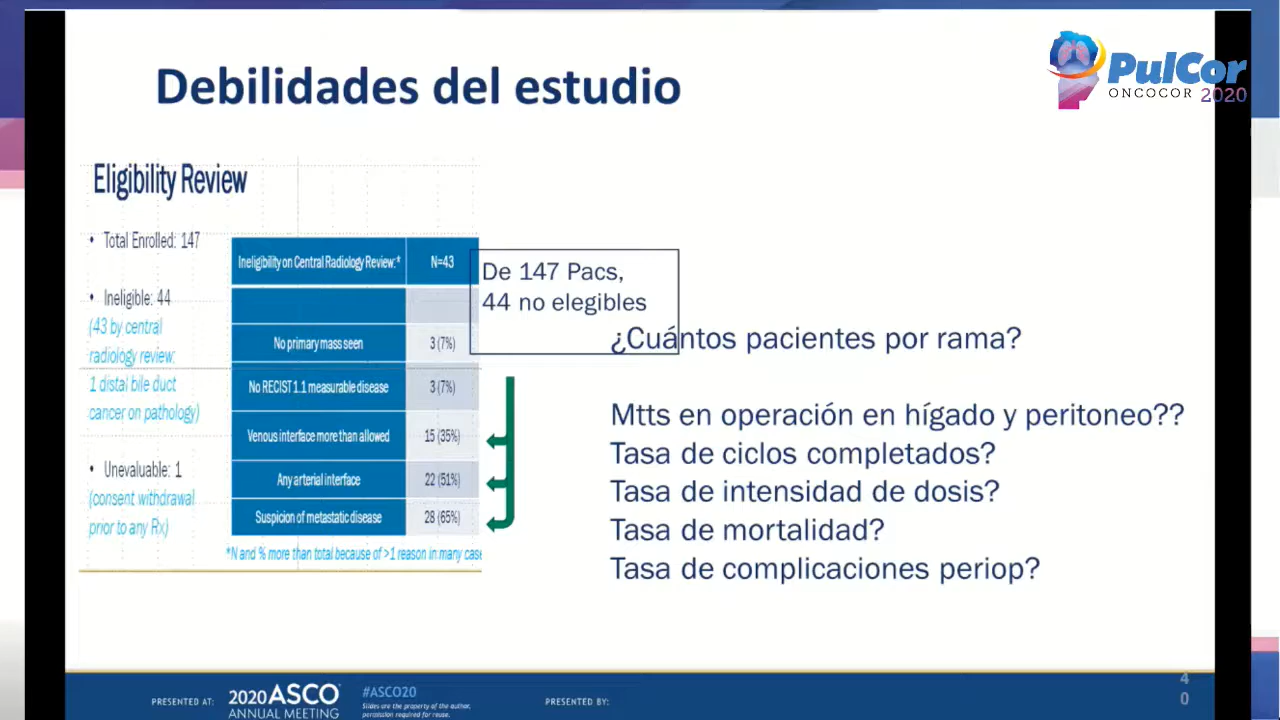 Debilidades del estudio
PulCor
ONCOCOR 2020
Eligibility Review
• Total Enrolled: 147
• Ineligible: 44
(43 by central
radiology review:
1 distal bile duct
cancer on pathology)
• Unevaluable: 1
(consent withdrawal
prior to any Rx)
Ineligibility on Central Radiology Review:* N=43
No primary mass seen 3 (7%)
No RECIST 1.1 measurable disease 3 (7%)
Venous interface more than allowed 15 (35%)
Any arterial interface 22 (51%)
Suspicion of metastatic disease 28 (65%)
*N and % more than total because of >1 reason in many case
De 147 Pacs,
44 no elegibles
¿Cuántos pacientes por rama?
Mtts en operación en hígado y peritoneo??
Tasa de ciclos completados?
Tasa de intensidad de dosis?
Tasa de mortalidad?
Tasa de complicaciones periop?
PRESENTED AT:
2020 ASCO
ANNUAL MEETING
#ASCO20
Slides are the property of the author,
permission required for reuse.
PRESENTED BY:
4
0